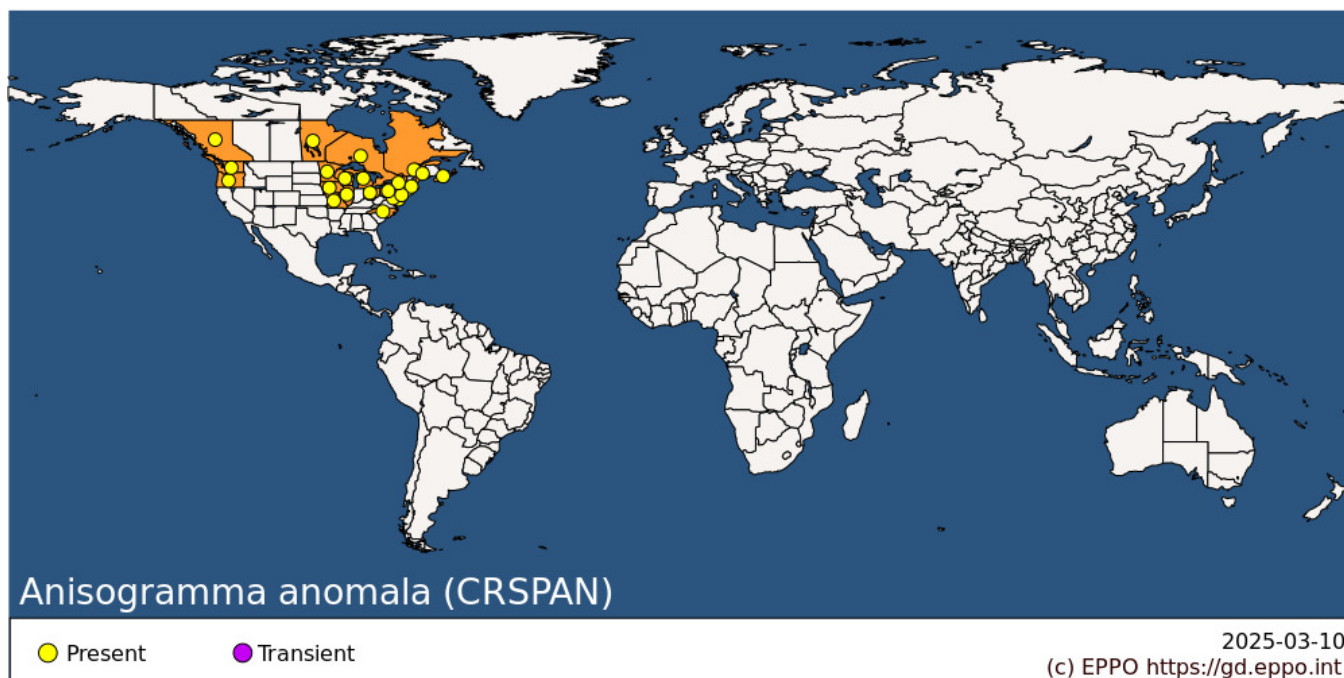 Anisogramma anomala (CRSPAN)
Present
Transient
2025-03-10
(c) EPPO https://gd.eppo.int